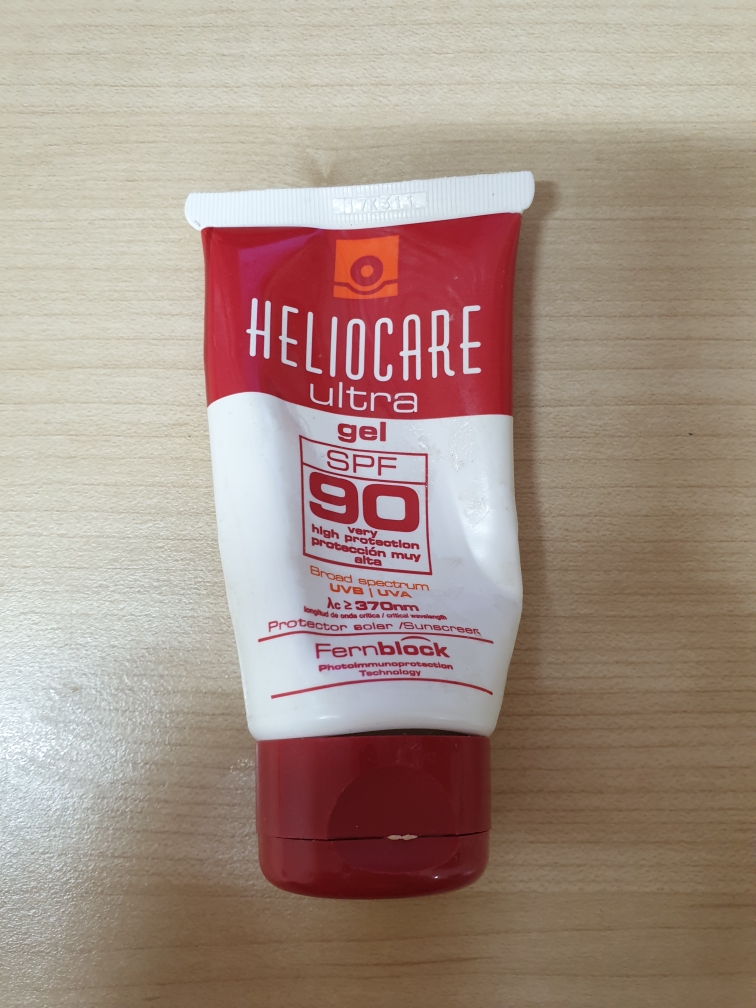 17K311
HELIOCARE
ultra
gel
SPF
90
very
high protection
protección muy
alta
Broad spectrum
UVB | UVA
λc ≥ 370nm
longitud de onda crítica / critical wavelength
Protector solar /Sunscreen
Fernblock
PhotoImmunoprotection
Technology